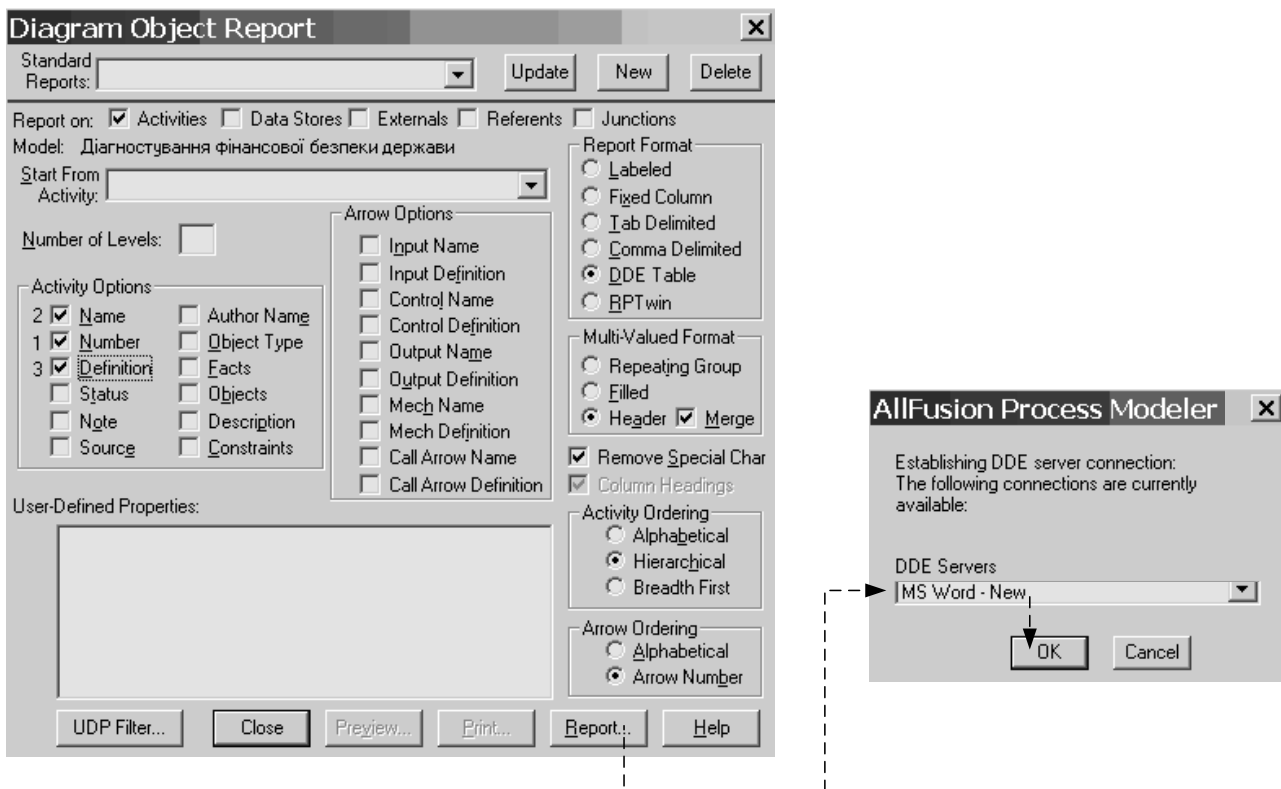 Diagram Object Report
Standard Reports:
Update New Delete
Report on: Activities Data Stores Externals Referents Junctions
Model: Діагностування фінансової безпеки держави
Start From Activity:
Number of Levels:
Activity Options
2 Name
1 Number
3 Definition
Status
Note
Source
Author Name
Object Type
Facts
Objects
Description
Constraints
Arrow Options
Input Name
Input Definition
Control Name
Control Definition
Output Name
Output Definition
Mech Name
Mech Definition
Call Arrow Name
Call Arrow Definition
Report Format
Labeled
Fixed Column
Tab Delimited
Comma Delimited
DDE Table
RPTwin
Multi-Valued Format
Repeating Group
Filled
Header Merge
Remove Special Char
Column Headings
Activity Ordering
Alphabetical
Hierarchical
Breadth First
Arrow Ordering
Alphabetical
Arrow Number
User-Defined Properties:
UDP Filter... Close Preview... Print... Report... Help
AllFusion Process Modeler
Establishing DDE server connection:
The following connections are currently
available:
DDE Servers
MS Word - New
OK Cancel